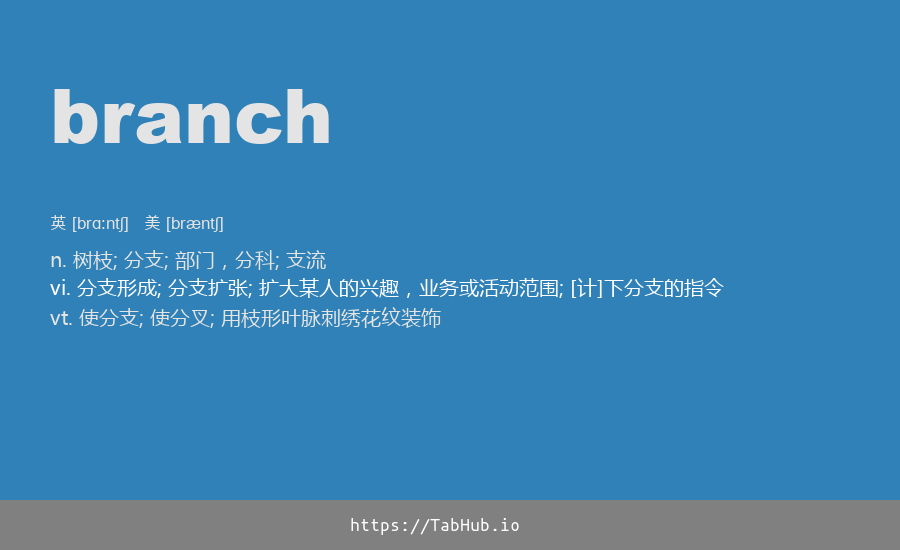 branch
英 [brɑ:ntʃ] 美 [bræntʃ]
n. 树枝; 分支; 部门，分科; 支流
vi. 分支形成; 分支扩张; 扩大某人的兴趣，业务或活动范围; [计]下分支的指令
vt. 使分支; 使分叉; 用枝形叶脉刺绣花纹装饰
https://TabHub.io